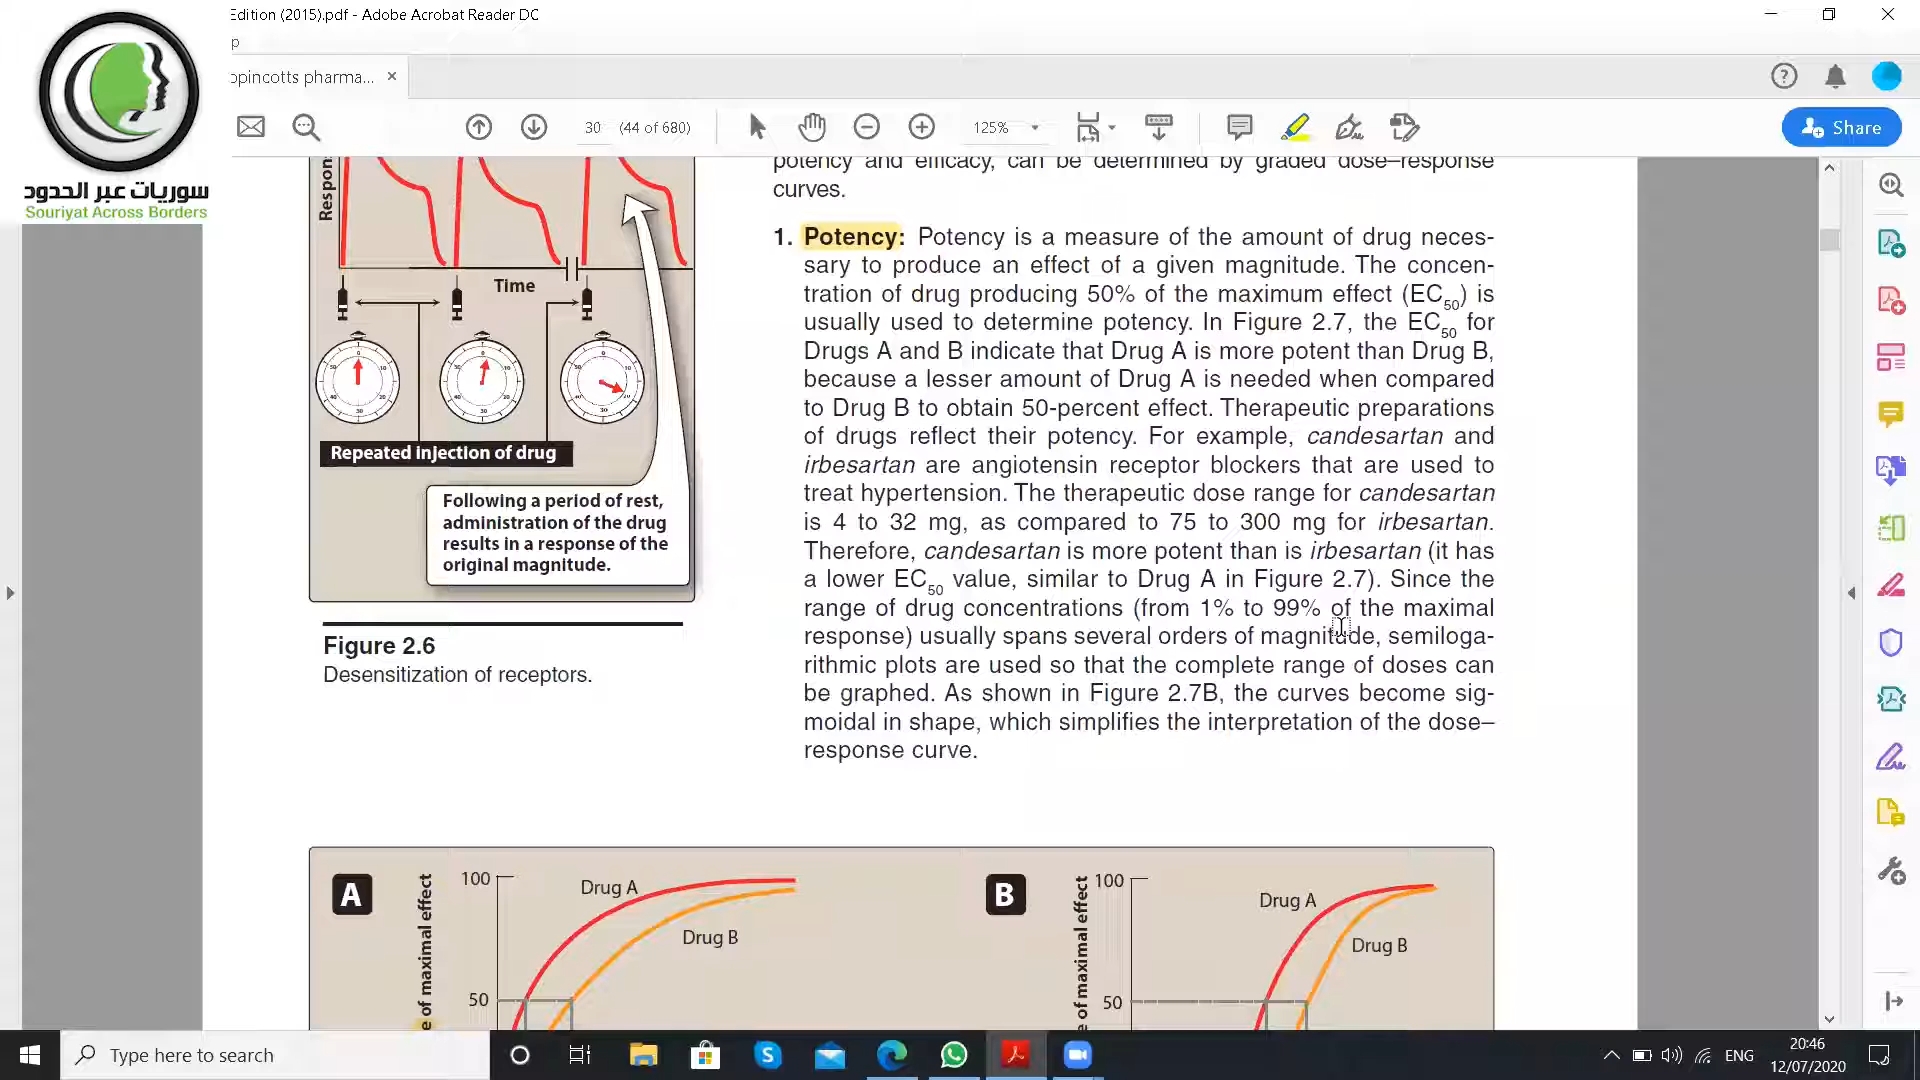 Edition (2015).pdf - Adobe Acrobat Reader DC
p
opincotts pharma...
30 (44 of 680)
125%
Share
سوريات عبر الحدود
Souriyat Across Borders
Respon
Time
Repeated injection of drug
Following a period of rest,
administration of the drug
results in a response of the
original magnitude.
Figure 2.6
Desensitization of receptors.
potency and efficacy, can be determined by graded dose–response
curves.
1. Potency: Potency is a measure of the amount of drug neces-
sary to produce an effect of a given magnitude. The concen-
tration of drug producing 50% of the maximum effect (EC50) is
usually used to determine potency. In Figure 2.7, the EC50 for
Drugs A and B indicate that Drug A is more potent than Drug B,
because a lesser amount of Drug A is needed when compared
to Drug B to obtain 50-percent effect. Therapeutic preparations
of drugs reflect their potency. For example, candesartan and
irbesartan are angiotensin receptor blockers that are used to
treat hypertension. The therapeutic dose range for candesartan
is 4 to 32 mg, as compared to 75 to 300 mg for irbesartan.
Therefore, candesartan is more potent than is irbesartan (it has
a lower EC50 value, similar to Drug A in Figure 2.7). Since the
range of drug concentrations (from 1% to 99% of the maximal
response) usually spans several orders of magnitude, semiloga-
rithmic plots are used so that the complete range of doses can
be graphed. As shown in Figure 2.7B, the curves become sig-
moidal in shape, which simplifies the interpretation of the dose–
response curve.
A
e of maximal effect
100
50
Drug A
Drug B
B
e of maximal effect
100
50
Drug A
Drug B
Type here to search
ENG
20:46
12/07/2020